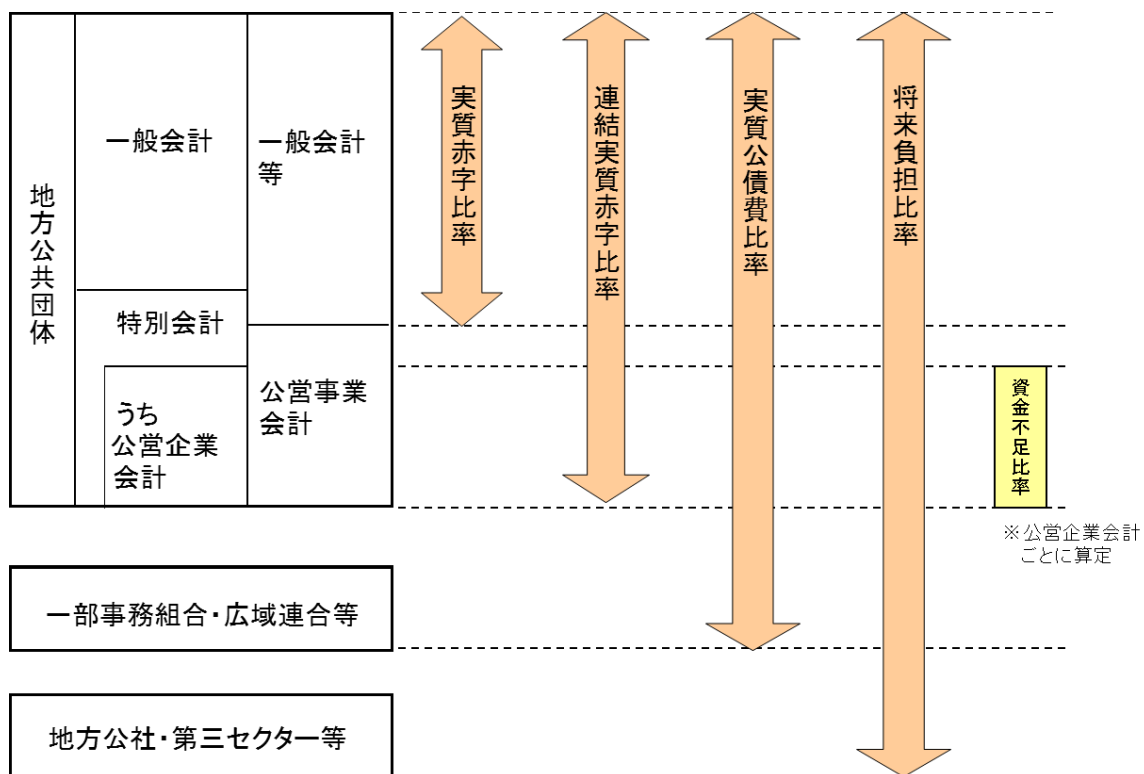 地方公共団体
一般会計
一般会計
等
特別会計
うち
公営企業
会計
公営事業
会計
実質赤字比率
連結実質赤字比率
実質公債費比率
将来負担比率
資金不足比率
※公営企業会計
ごとに算定
一部事務組合・広域連合等
地方公社・第三セクター等